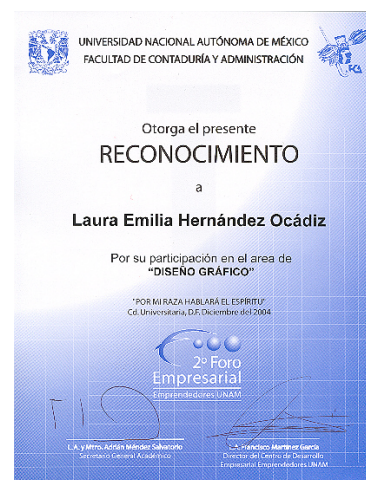 UNIVERSIDAD NACIONAL AUTÓNOMA DE MÉXICO
FACULTAD DE CONTADURÍA Y ADMINISTRACIÓN
FCA
Otorga el presente
RECONOCIMIENTO
a
Laura Emilia Hernández Ocádiz
Por su participación en el area de
“DISEÑO GRÁFICO”
"POR MI RAZA HABLARÁ EL ESPÍRITU"
Cd. Universitaria, D.F. Diciembre del 2004
2º Foro
Empresarial
Emprendedores UNAM
L.A. y Mtro. Adrián Méndez Salvatorio
Secretario General Académico
L.A. Francisco Martínez García
Director del Centro de Desarrollo
Empresarial Emprendedores UNAM